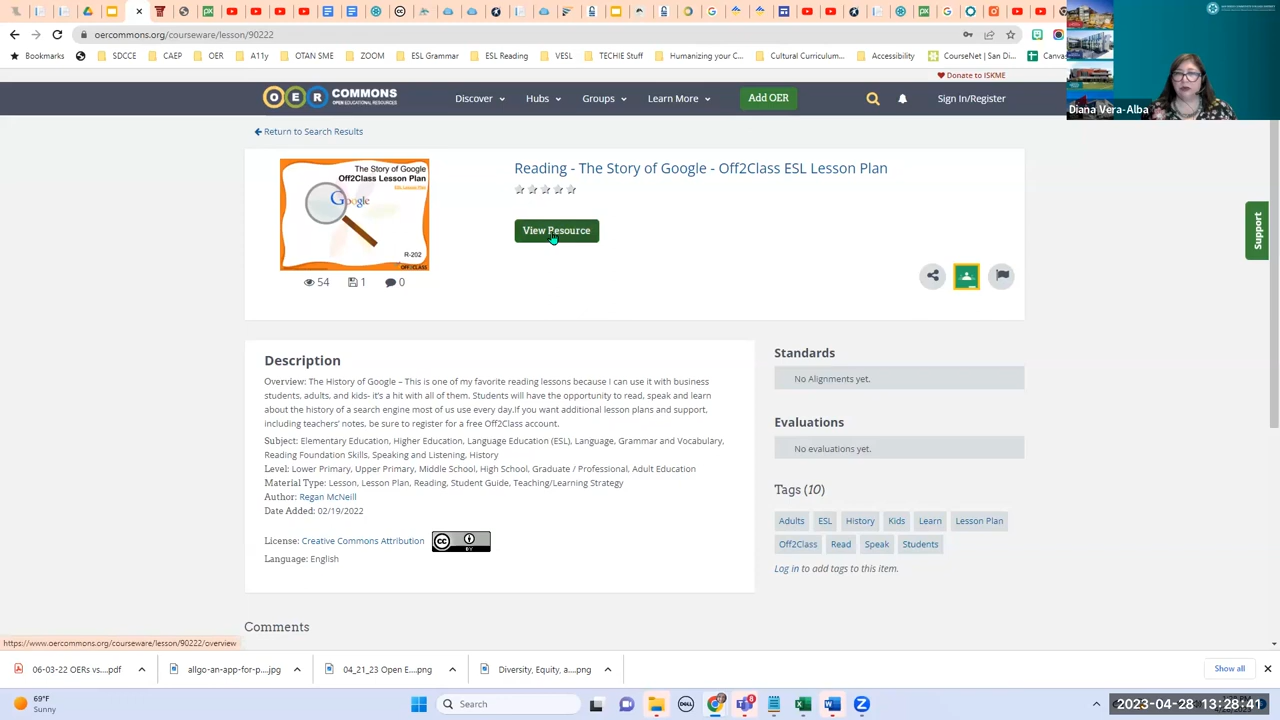 oercommons.org/courseware/lesson/90222
Bookmarks SDCCE CAEP OER A11y OTAN SDCCE ESL Grammar ESL Reading VESL TECHIE SDCCE Humanizing your C... Cultural Curriculum... Accessibility CourseNet | San Di...
Donate to ISKME
OER COMMONS
OPEN EDUCATIONAL RESOURCES
Discover Hubs Groups Learn More Add OER Sign In/Register
Diana Vera-Alba
Return to Search Results
The Story of Google
Off2Class Lesson Plan
Google
R-202
OFF2CLASS
54 1 0
Reading - The Story of Google - Off2Class ESL Lesson Plan
View Resource
Support
Description
Overview: The History of Google – This is one of my favorite reading lessons because I can use it with business
students, adults, and kids- it's a hit with all of them. Students will have the opportunity to read, speak and learn
about the history of a search engine most of us use every day.If you want additional lesson plans and support,
including teachers' notes, be sure to register for a free Off2Class account.
Subject: Elementary Education, Higher Education, Language Education (ESL), Language, Grammar and Vocabulary,
Reading Foundation Skills, Speaking and Listening, History
Level: Lower Primary, Upper Primary, Middle School, High School, Graduate / Professional, Adult Education
Material Type: Lesson, Lesson Plan, Reading, Student Guide, Teaching/Learning Strategy
Author: Regan McNeill
Date Added: 02/19/2022
License: Creative Commons Attribution
cc BY
Language: English
Standards
No Alignments yet.
Evaluations
No evaluations yet.
Tags (10)
Adults ESL History Kids Learn Lesson Plan
Off2Class Read Speak Students
Log in to add tags to this item.
Comments
https://www.oercommons.org/courseware/lesson/90222/overview
06-03-22 OERs vs....pdf allgo-an-app-for-p....jpg 04_21_23 Open E....png Diversity, Equity, a....png Show all
69°F
Sunny
Search
2023-04-28 13:28:41